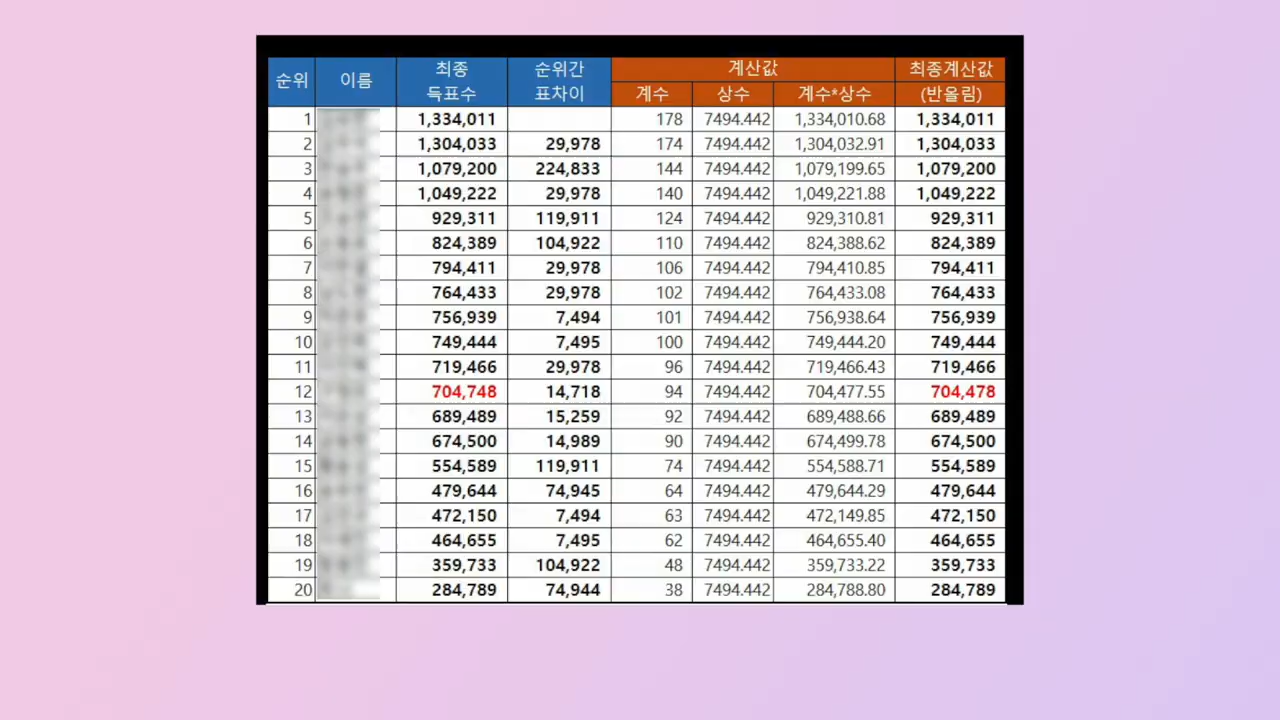 순위 이름 최종 득표수 순위간 표차이 계산값 최종계산값 (반올림)
계수 상수 계수*상수
1 1,334,011 178 7494.442 1,334,010.68 1,334,011
2 1,304,033 29,978 174 7494.442 1,304,032.91 1,304,033
3 1,079,200 224,833 144 7494.442 1,079,199.65 1,079,200
4 1,049,222 29,978 140 7494.442 1,049,221.88 1,049,222
5 929,311 119,911 124 7494.442 929,310.81 929,311
6 824,389 104,922 110 7494.442 824,388.62 824,389
7 794,411 29,978 106 7494.442 794,410.85 794,411
8 764,433 29,978 102 7494.442 764,433.08 764,433
9 756,939 7,494 101 7494.442 756,938.64 756,939
10 749,444 7,495 100 7494.442 749,444.20 749,444
11 719,466 29,978 96 7494.442 719,466.43 719,466
12 704,748 14,718 94 7494.442 704,477.55 704,478
13 689,489 15,259 92 7494.442 689,488.66 689,489
14 674,500 14,989 90 7494.442 674,499.78 674,500
15 554,589 119,911 74 7494.442 554,588.71 554,589
16 479,644 74,945 64 7494.442 479,644.29 479,644
17 472,150 7,494 63 7494.442 472,149.85 472,150
18 464,655 7,495 62 7494.442 464,655.40 464,655
19 359,733 104,922 48 7494.442 359,733.22 359,733
20 284,789 74,944 38 7494.442 284,788.80 284,789